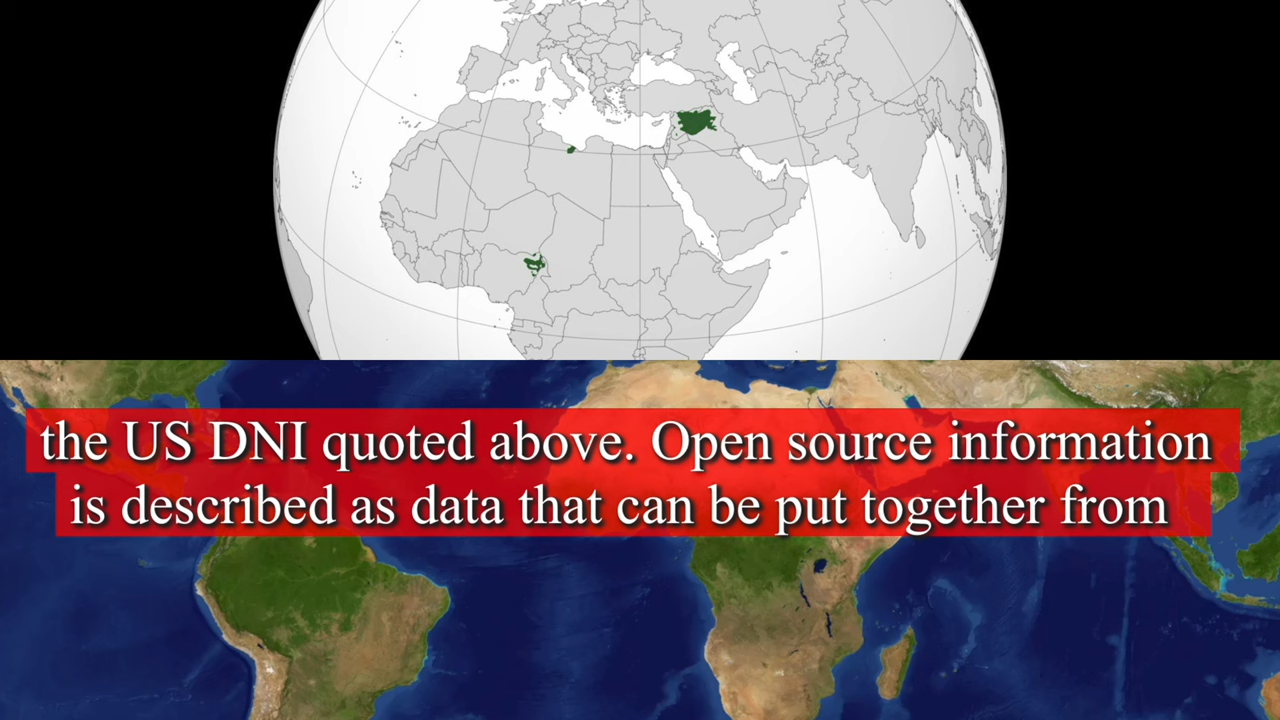 the US DNI quoted above. Open source information
is described as data that can be put together from